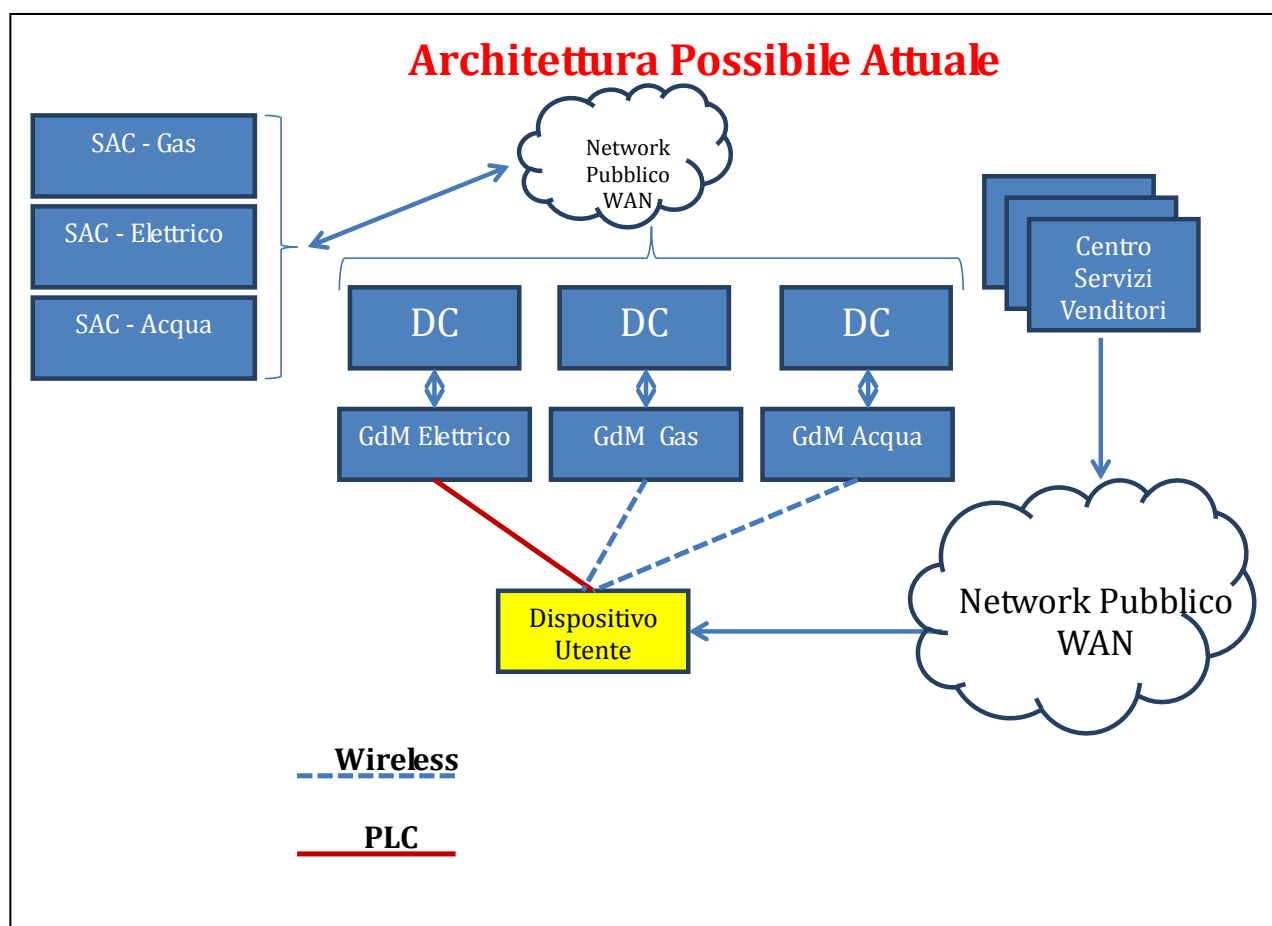 Architettura Possibile Attuale
SAC - Gas
SAC - Elettrico
SAC - Acqua
Network
Pubblico
WAN
Centro
Servizi
Venditori
DC
DC
DC
GdM Elettrico
GdM  Gas
GdM Acqua
Dispositivo
Utente
Network Pubblico
WAN
Wireless
PLC